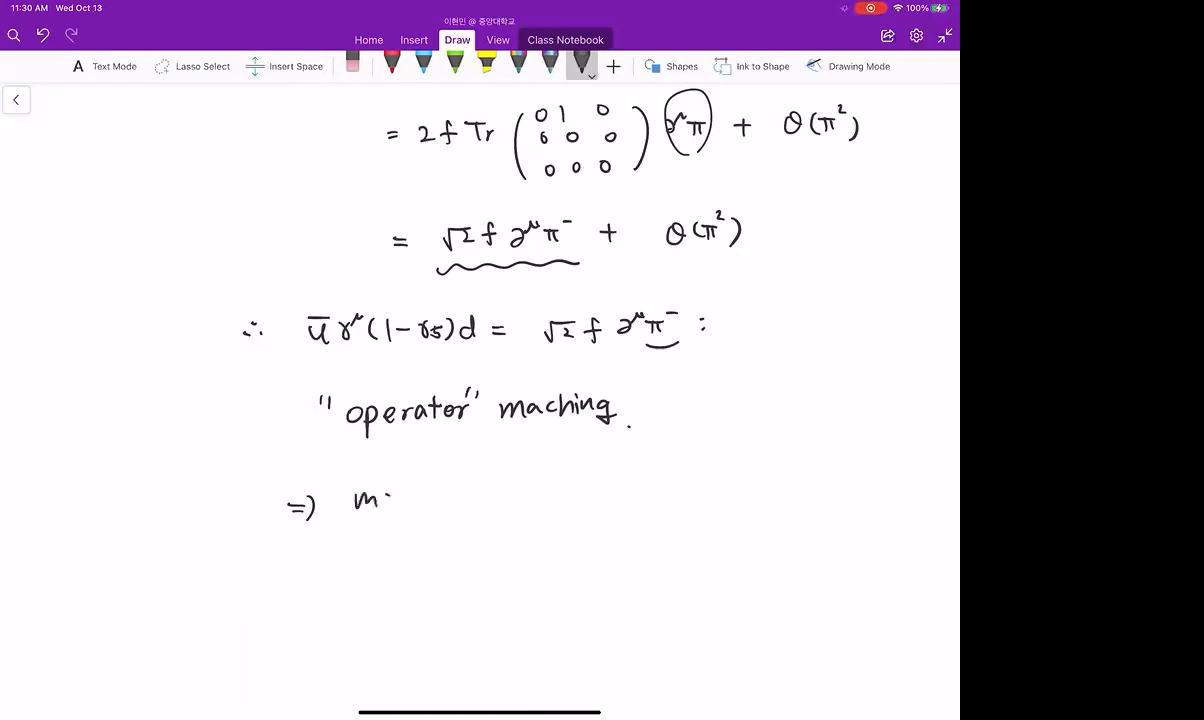 11:30 AM Wed Oct 13
100%
이현민 @ 중앙대학교
Home Insert Draw View Class Notebook
A Text Mode Lasso Select Insert Space Shapes Ink to Shape Drawing Mode
= 2 f Tr ( 0 1 0 ) ∂^μ π + O(π²)
0 0 0
0 0 0
= √2 f ∂^μ π⁻ + O(π²)
∴ ū γ^μ (1 - γ5) d = √2 f ∂^μ π⁻ :
"operator" maching.
⇒) m